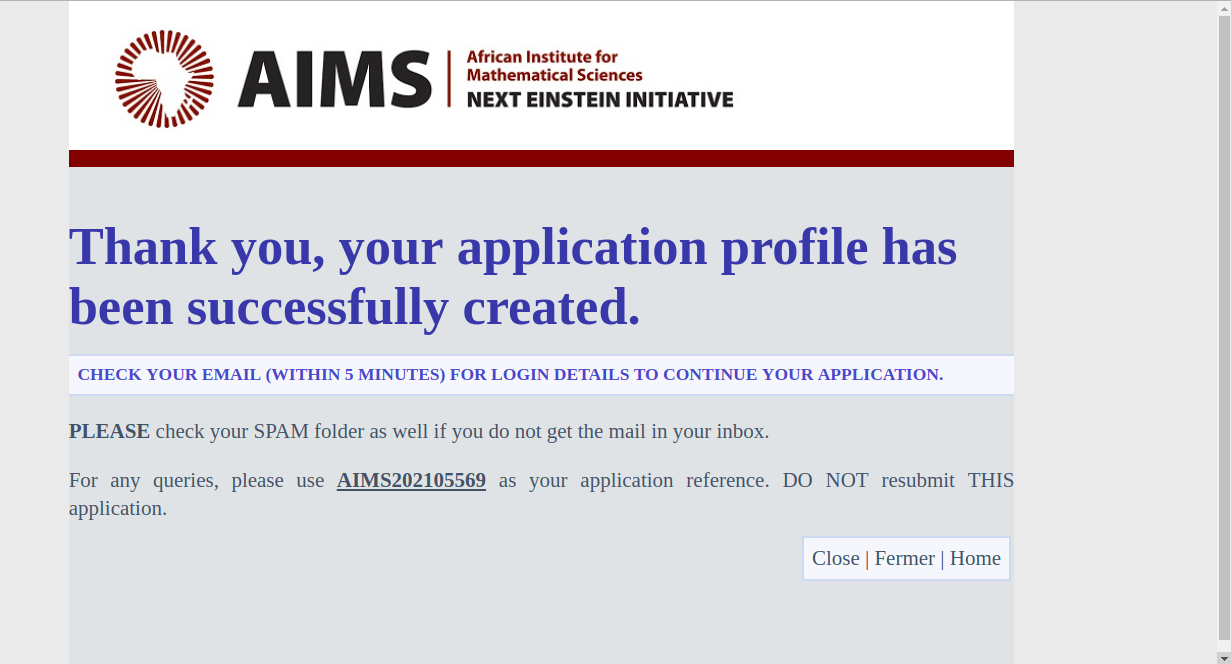 AIMS
African Institute for
Mathematical Sciences
NEXT EINSTEIN INITIATIVE
Thank you, your application profile has
been successfully created.
CHECK YOUR EMAIL (WITHIN 5 MINUTES) FOR LOGIN DETAILS TO CONTINUE YOUR APPLICATION.
PLEASE check your SPAM folder as well if you do not get the mail in your inbox.
For any queries, please use AIMS202105569 as your application reference. DO NOT resubmit THIS
application.
Close | Fermer | Home